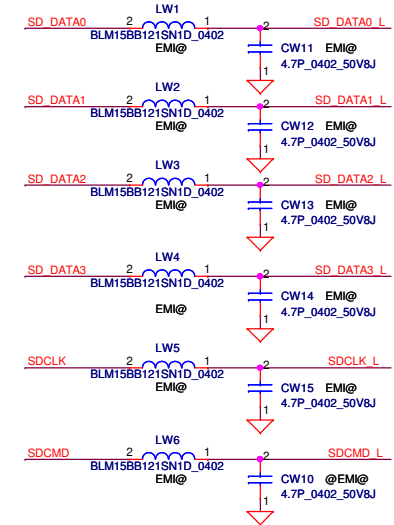 LW1
SD_DATA0 2 1 2 SD_DATA0_L
BLM15BB121SN1D_0402
EMI@ CW11 EMI@
4.7P_0402_50V8J
1
LW2
SD_DATA1 2 1 2 SD_DATA1_L
BLM15BB121SN1D_0402
EMI@ CW12 EMI@
4.7P_0402_50V8J
1
LW3
SD_DATA2 2 1 2 SD_DATA2_L
BLM15BB121SN1D_0402
EMI@ CW13 EMI@
4.7P_0402_50V8J
1
LW4
SD_DATA3 2 1 2 SD_DATA3_L
BLM15BB121SN1D_0402
CW14 EMI@
EMI@ 4.7P_0402_50V8J
1
LW5
SDCLK 2 1 2 SDCLK_L
BLM15BB121SN1D_0402
EMI@ CW15 EMI@
4.7P_0402_50V8J
1
LW6
SDCMD 2 1 2 SDCMD_L
BLM15BB121SN1D_0402
EMI@ CW10 @EMI@
4.7P_0402_50V8J
1